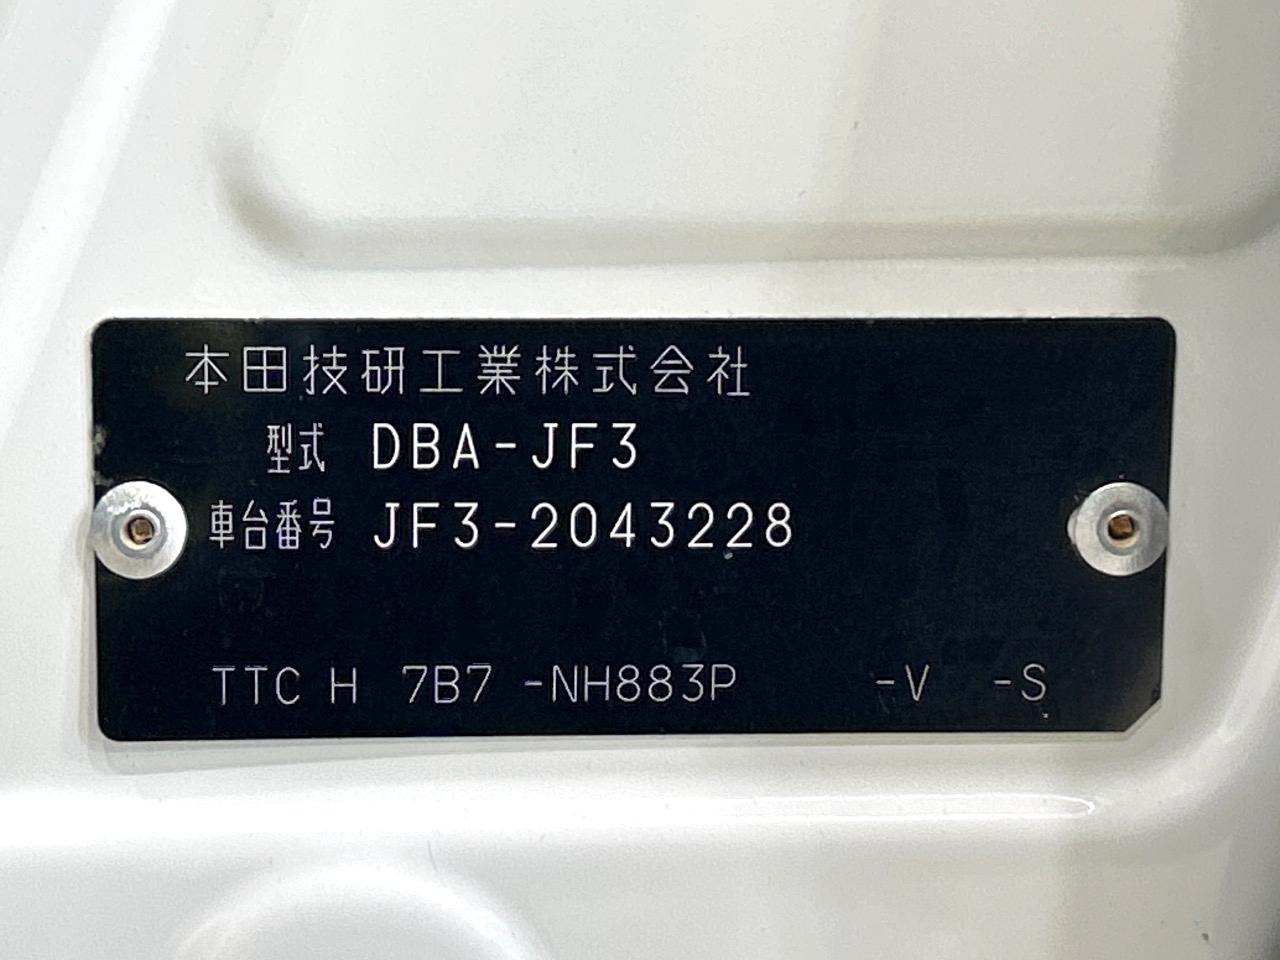 本田技研工業株式会社
型式 DBA-JF3
車台番号 JF3-2043228
TTC H 7B7 -NH883P -V -S